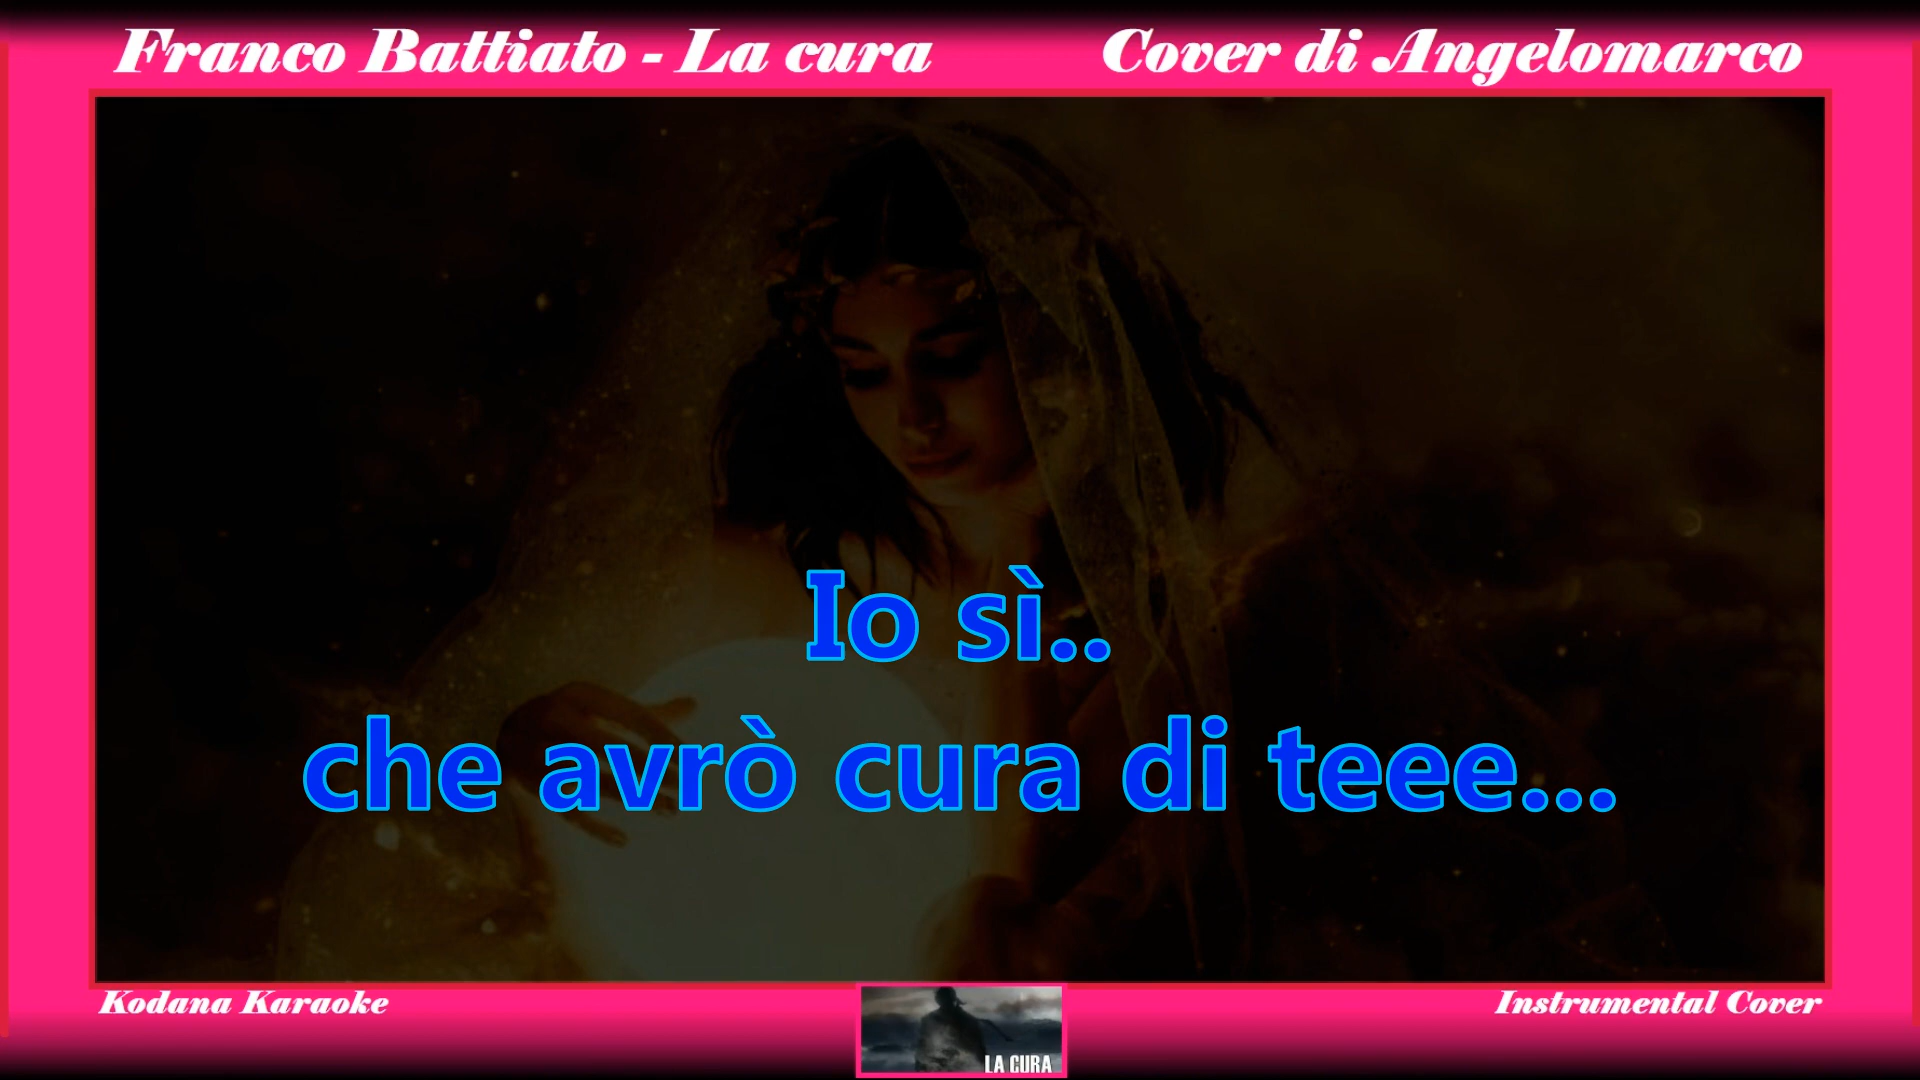 Franco Battiato - La cura
Cover di Angelomarco
Io sì..
che avrò cura di teee...
Kodana Karaoke
LA CURA
Instrumental Cover